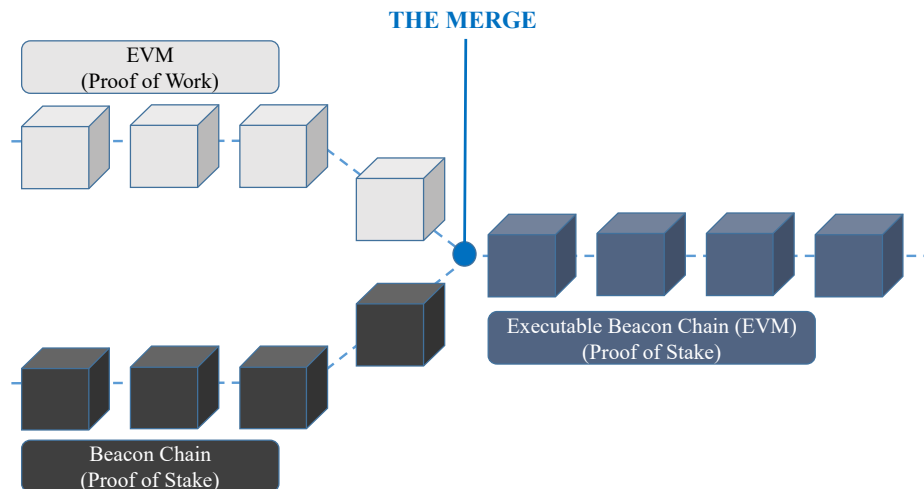 THE MERGE
EVM
(Proof of Work)
Executable Beacon Chain (EVM)
(Proof of Stake)
Beacon Chain
(Proof of Stake)